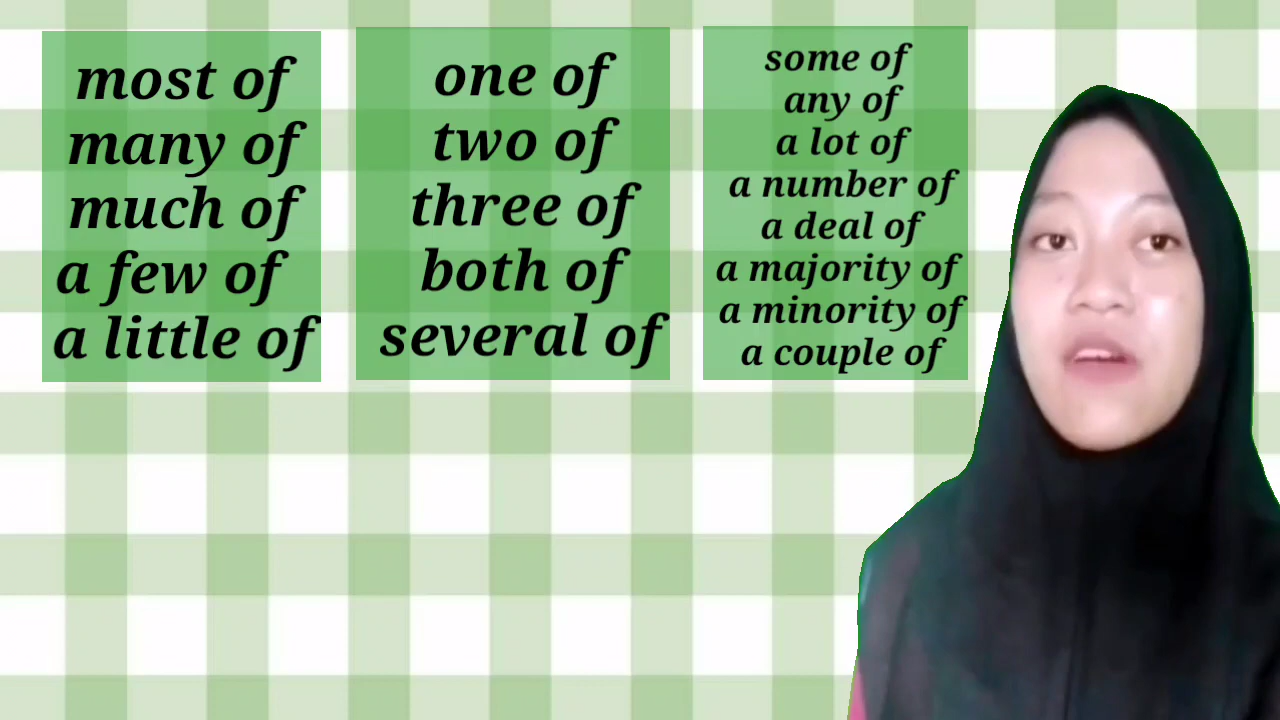 most of
many of
much of
a few of
a little of
one of
two of
three of
both of
several of
some of
any of
a lot of
a number of
a deal of
a majority of
a minority of
a couple of